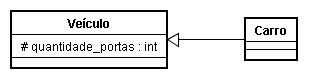 Veículo
# quantidade_portas : int
Carro